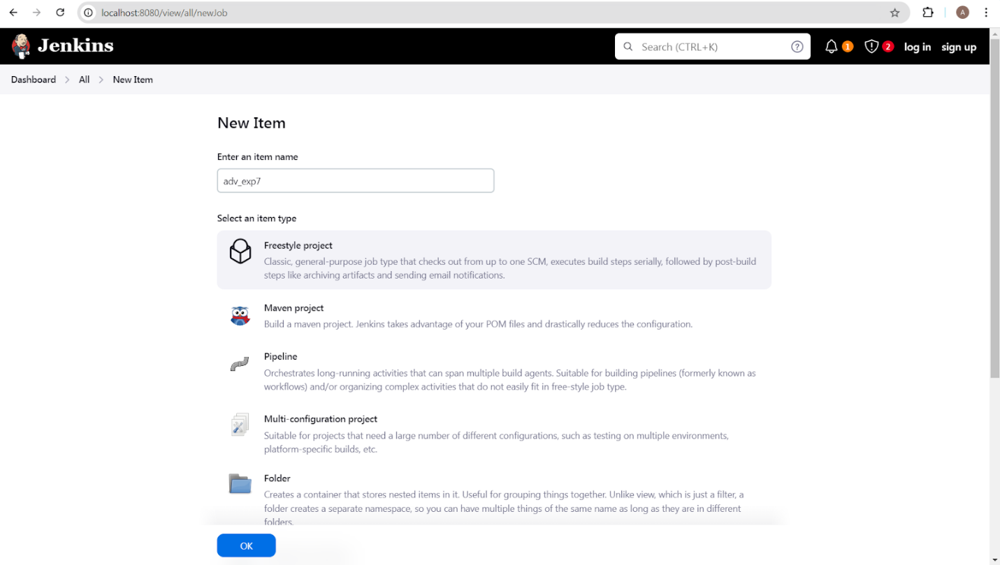 localhost:8080/view/all/newJob
A
Jenkins
Search (CTRL+K)
?
1
2
log in
sign up
Dashboard > All > New Item
New Item
Enter an item name
adv_exp7
Select an item type
Freestyle project
Classic, general-purpose job type that checks out from up to one SCM, executes build steps serially, followed by post-build
steps like archiving artifacts and sending email notifications.
Maven project
Build a maven project. Jenkins takes advantage of your POM files and drastically reduces the configuration.
Pipeline
Orchestrates long-running activities that can span multiple build agents. Suitable for building pipelines (formerly known as
workflows) and/or organizing complex activities that do not easily fit in free-style job type.
Multi-configuration project
Suitable for projects that need a large number of different configurations, such as testing on multiple environments,
platform-specific builds, etc.
Folder
Creates a container that stores nested items in it. Useful for grouping things together. Unlike view, which is just a filter, a
folder creates a separate namespace, so you can have multiple things of the same name as long as they are in different
folders.
OK